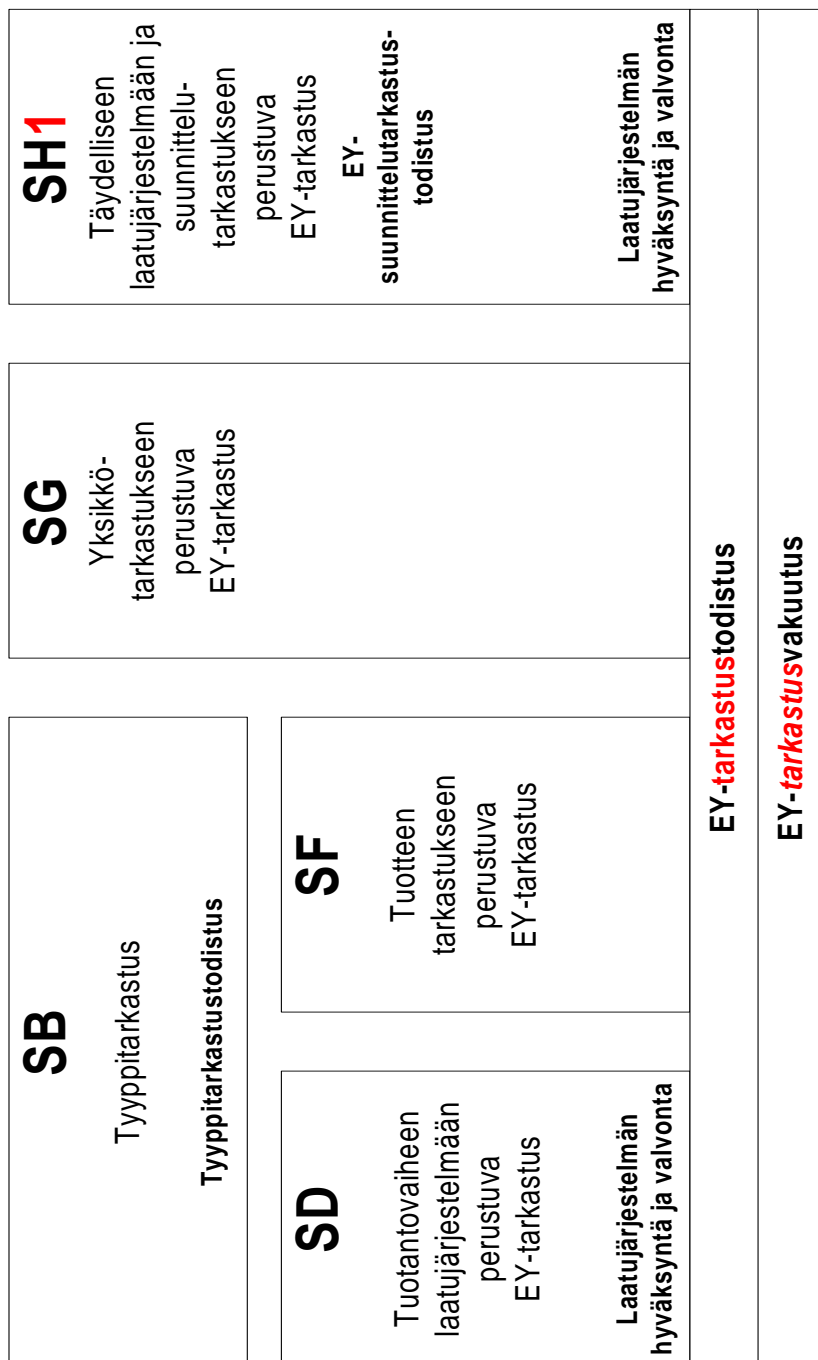 SB
Tyyppitarkastus
Tyyppitarkastustodistus
SD
Tuotantovaiheen
laatujärjestelmään
perustuva
EY-tarkastus
Laatujärjestelmän
hyväksyntä ja valvonta
SF
Tuotteen
tarkastukseen
perustuva
EY-tarkastus
SG
Yksikkö-
tarkastukseen
perustuva
EY-tarkastus
SH1
Täydelliseen
laatujärjestelmään ja
suunnittelu-
tarkastukseen
perustuva
EY-tarkastus
EY-
suunnittelutarkastus-
todistus
Laatujärjestelmän
hyväksyntä ja valvonta
EY-tarkastustodistus
EY-tarkastusvakuutus